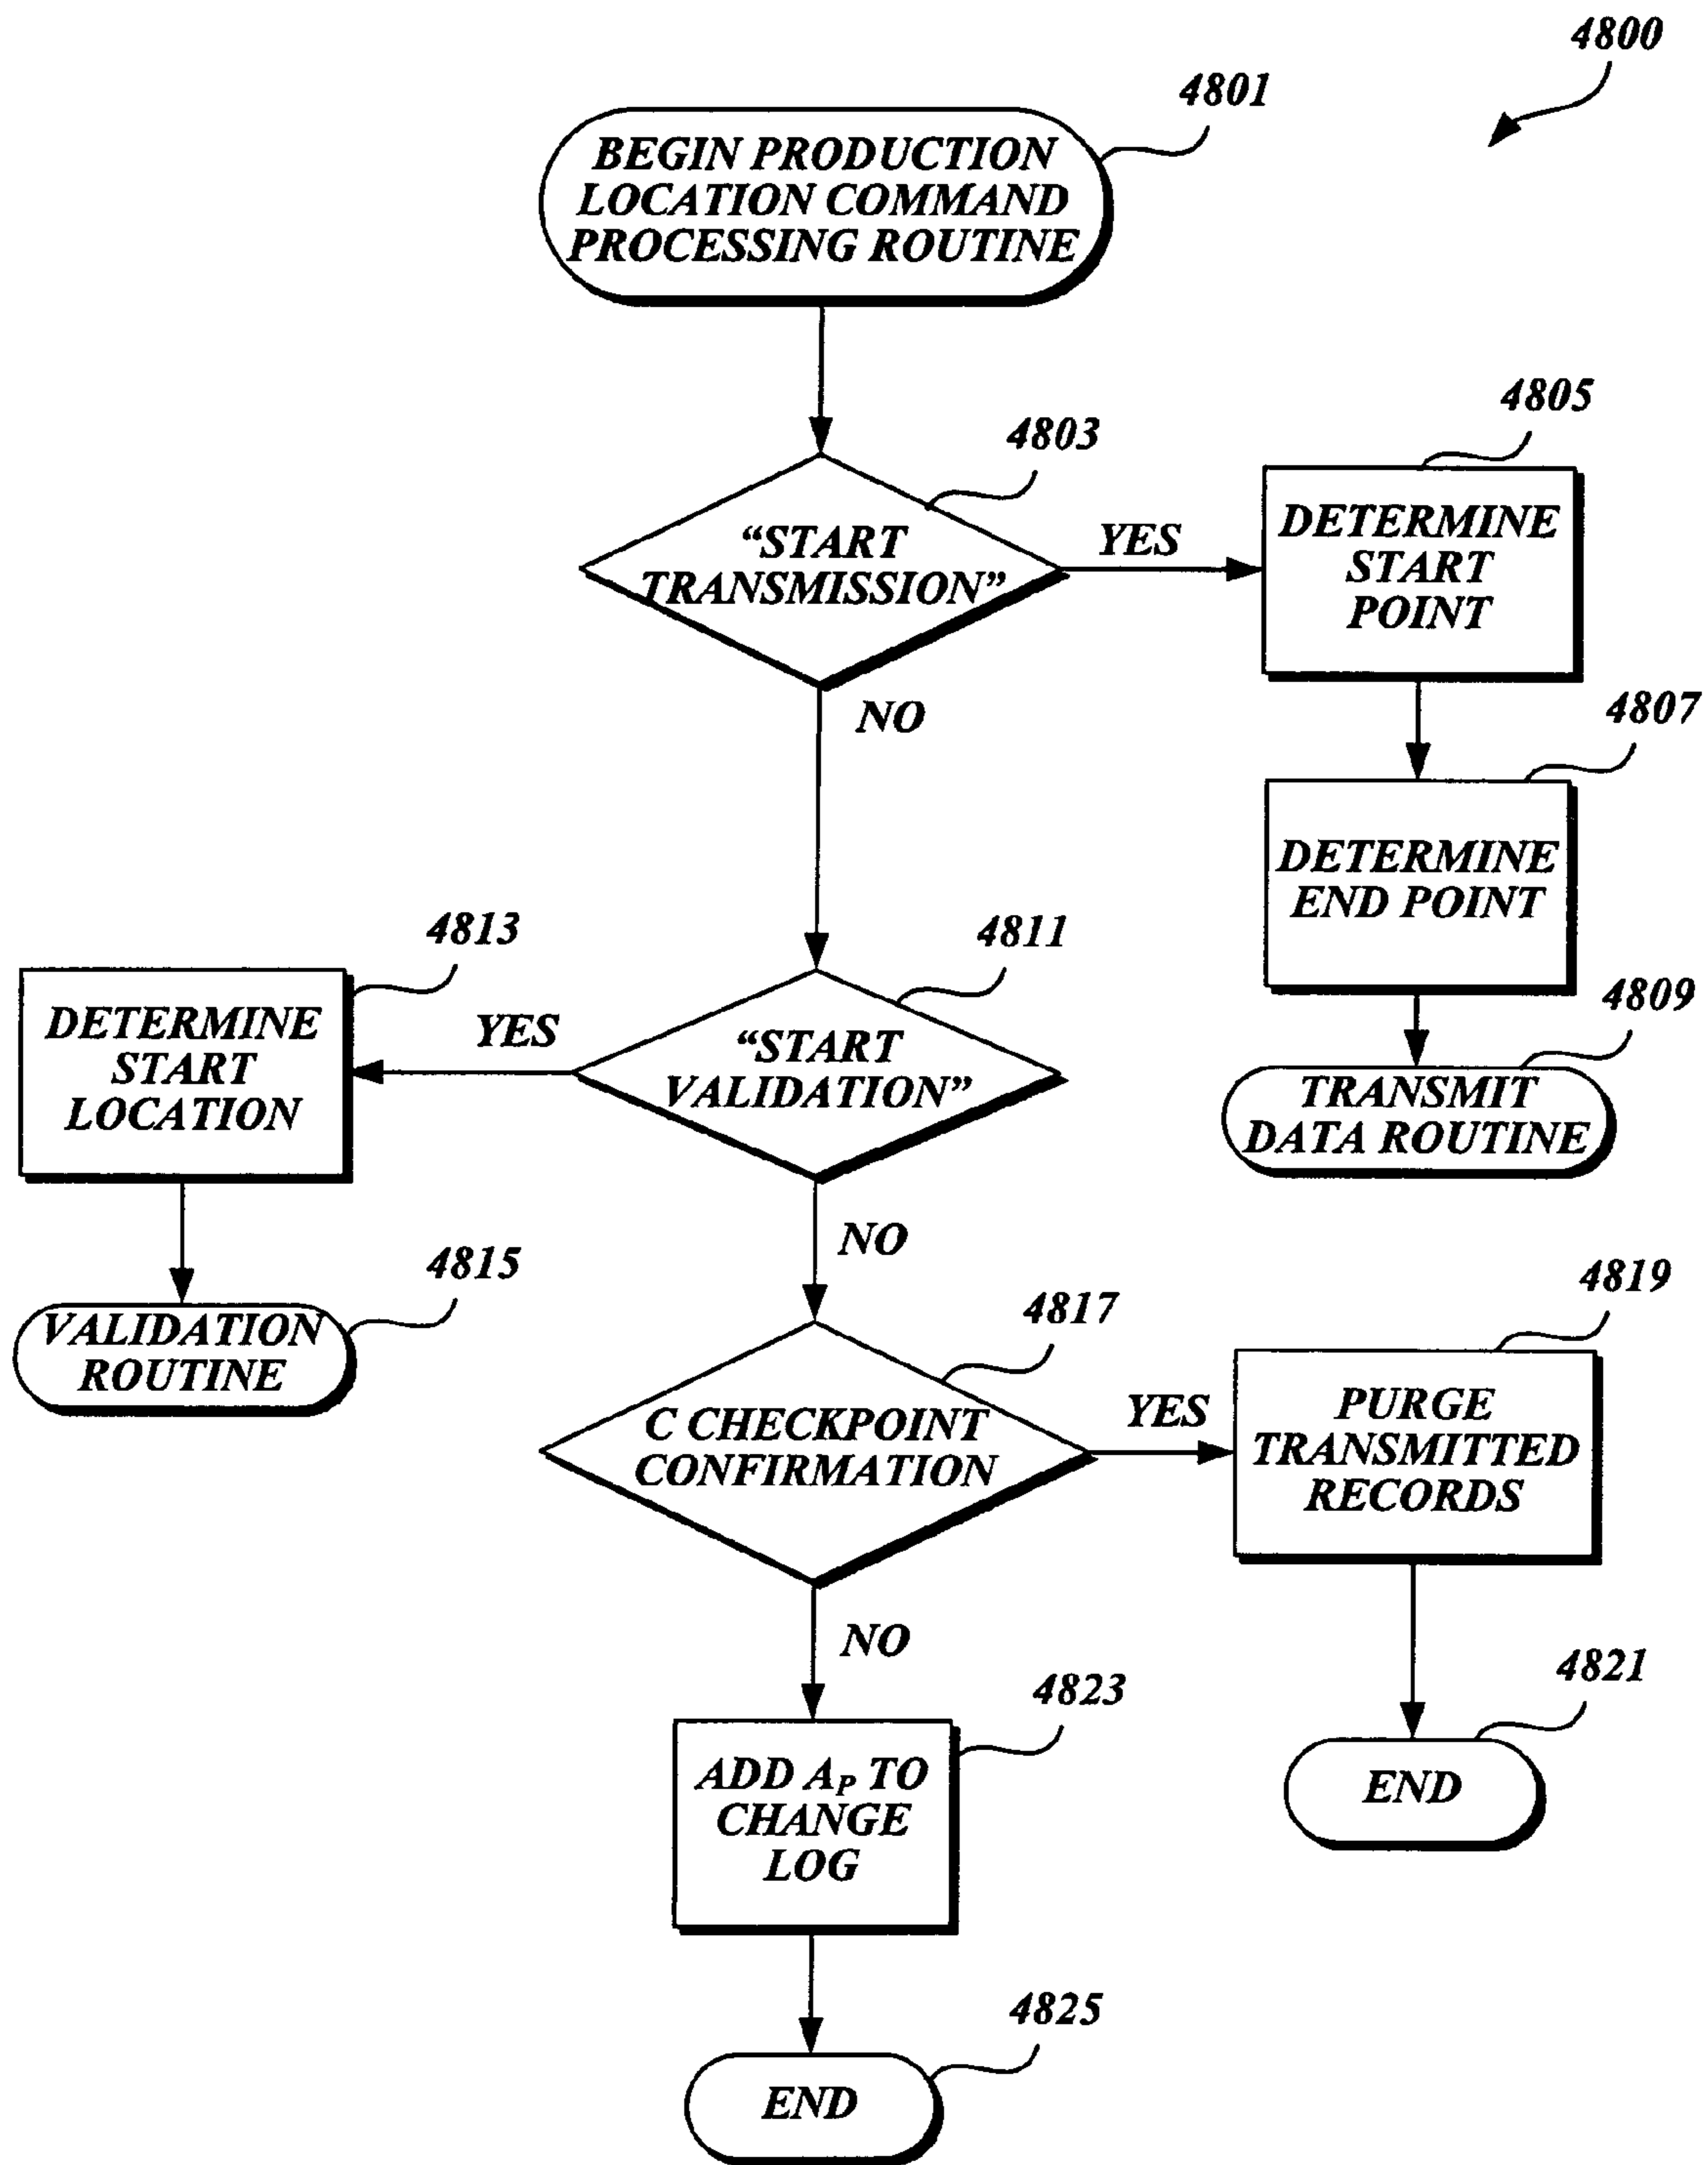 4800
4801
BEGIN PRODUCTION
LOCATION COMMAND
PROCESSING ROUTINE
4803
“START
TRANSMISSION”
YES
NO
4805
DETERMINE
START
POINT
4807
DETERMINE
END POINT
4809
TRANSMIT
DATA ROUTINE
4811
“START
VALIDATION”
YES
NO
4813
DETERMINE
START
LOCATION
4815
VALIDATION
ROUTINE
4817
C CHECKPOINT
CONFIRMATION
YES
NO
4819
PURGE
TRANSMITTED
RECORDS
4821
END
4823
ADD AP TO
CHANGE
LOG
4825
END